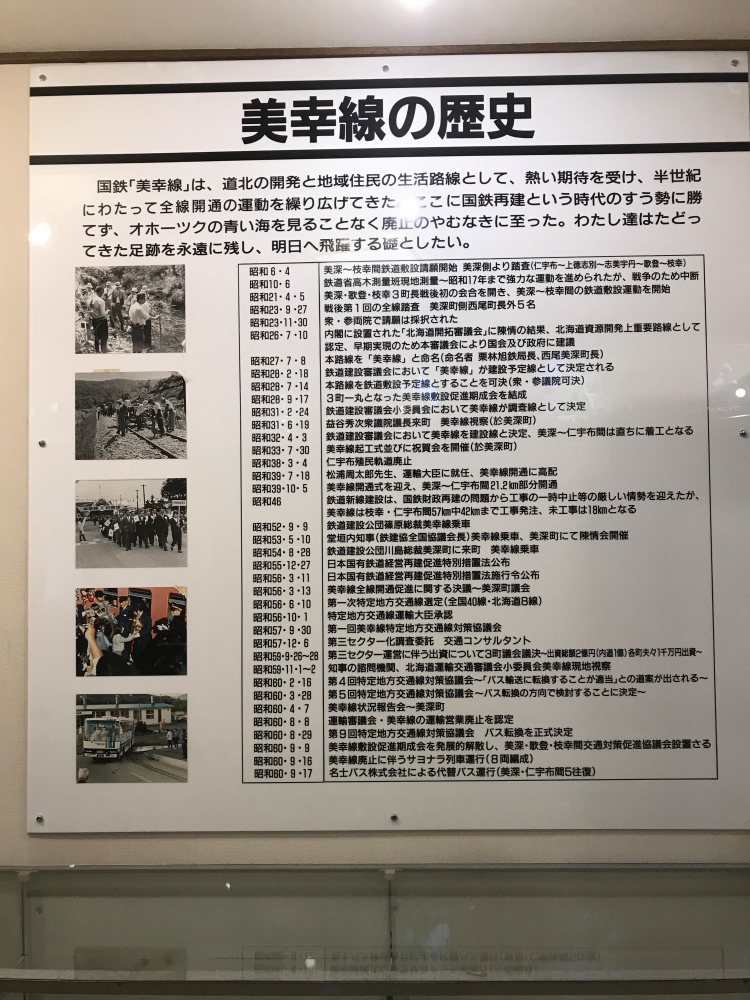 美幸線の歴史
国鉄「美幸線」は、道北の開発と地域住民の生活路線として、熱い期待を受け、半世紀
にわたって全線開通の運動を繰り広げてきた。ここに国鉄再建という時代のすう勢に勝
てず、オホーツクの青い海を見ることなく廃止のやむなきに至った。わたし達はたどっ
てきた足跡を永遠に残し、明日へ飛躍する礎としたい。
昭和6・4 美深〜枝幸間鉄道敷設請願開始 美深側より踏査(仁宇布〜上徳志別〜志美宇丹〜歌登〜枝幸)
昭和10・6 鉄道省高木測量班現地測量〜昭和17年まで強力な運動を進められたが、戦争のため中断
昭和21・4・5 美深・歌登・枝幸3町長戦後初の会合を開き、美深〜枝幸間の鉄道敷設運動を開始
昭和23・9・27 戦後第1回の全線踏査 美深町側西尾町長外5名
昭和23・11・30 衆・参両院で請願は採択された
昭和26・7・10 内閣に設置された「北海道開拓審議会」に陳情の結果、北海道資源開発上重要路線として
認定、早期実現のため本審議会により国会及び政府に建議
昭和27・7・8 本路線を「美幸線」と命名(命名者 栗林旭鉄局長、西尾美深町長)
昭和28・2・18 鉄道建設審議会において「美幸線」が建設予定線として決定される
昭和28・7・14 本路線を鉄道敷設予定線とすることを可決(衆・参議院可決)
昭和28・9・17 3町一丸となった美幸線敷設促進期成会を結成
昭和31・2・24 鉄道建設審議会小委員会において美幸線が調査線として決定
昭和31・6・19 益谷秀次衆議院議長来町 美幸線視察(於美深町)
昭和32・4・3 鉄道建設審議会において美幸線を建設線と決定、美深〜仁宇布間は直ちに着工となる
昭和33・7・30 美幸線起工式並びに祝賀会を開催(於美深町)
昭和38・3・4 仁宇布殖民軌道廃止
昭和39・7・18 松浦周太郎先生、運輸大臣に就任、美幸線開通に高配
昭和39・10・5 美幸線開通式を迎え、美深〜仁宇布間21.2km部分開通
昭和46 鉄道新線建設は、国鉄財政再建の問題から工事の一時中止等の厳しい情勢を迎えたが、
美幸線は枝幸・仁宇布間57km中42kmまで工事発注、未工事は18kmとなる
昭和52・9・9 鉄道建設公団篠原総裁美幸線乗車
昭和53・5・10 堂垣内知事(鉄建協全国協議会長)美幸線乗車、美深町にて陳情会開催
昭和54・8・28 鉄道建設公団川島総裁美深町に来町 美幸線乗車
昭和55・12・27 日本国有鉄道経営再建促進特別措置法公布
昭和56・3・11 日本国有鉄道経営再建促進特別措置法施行令公布
昭和56・3・13 美幸線全線開通促進に関する決議〜美深町議会
昭和56・6・10 第一次特定地方交通線選定(全国40線・北海道8線)
昭和56・10・1 特定地方交通線運輸大臣承認
昭和57・9・30 第一回美幸線特定地方交通線対策協議会
昭和57・12・6 第三セクター化調査委託 交通コンサルタント
昭和59・9・26〜28 第三セクター運営に伴う出資について3町議会議決〜出資総額2億円(内道1億)各町夫々1千万円出資〜
昭和59・11・1〜2 知事の諮問機関、北海道運輸交通審議会小委員会美幸線現地視察
昭和60・2・16 第4回特定地方交通線対策協議会〜「バス輸送に転換することが適当」との道案が出される〜
昭和60・3・28 第5回特定地方交通線対策協議会〜バス転換の方向で検討することに決定〜
昭和60・4・7 美幸線状況報告会〜美深町
昭和60・8・8 運輸審議会・美幸線の運輸営業廃止を認定
昭和60・8・29 第9回特定地方交通線対策協議会 バス転換を正式決定
昭和60・9・9 美幸線敷設促進期成会を発展的解散し、美深・歌登・枝幸間交通対策促進協議会設置さる
昭和60・9・16 美幸線廃止に伴うサヨナラ列車運行(8両編成)
昭和60・9・17 名士バス株式会社による代替バス運行(美深・仁宇布間5往復)